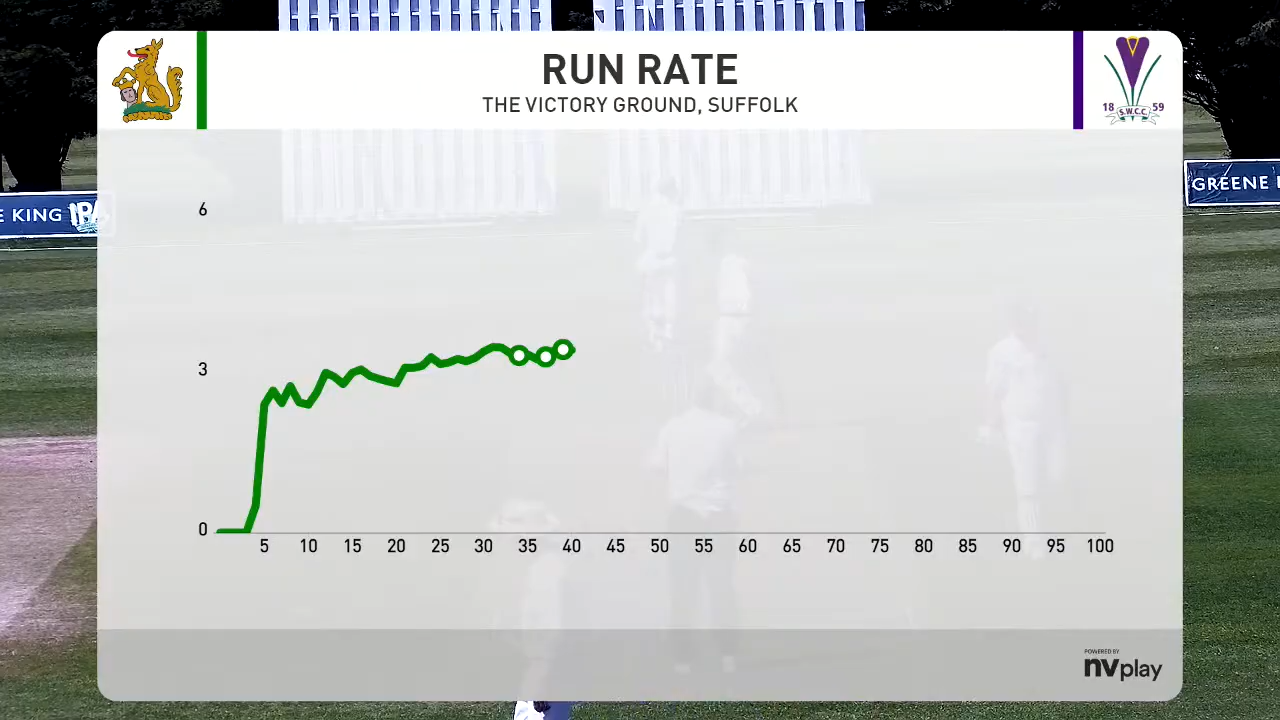 RUN RATE
THE VICTORY GROUND, SUFFOLK
18 59
S.W.C.C.
E KING IPA
GREENE
6
3
0
5 10 15 20 25 30 35 40 45 50 55 60 65 70 75 80 85 90 95 100
POWERED BY
nvplay